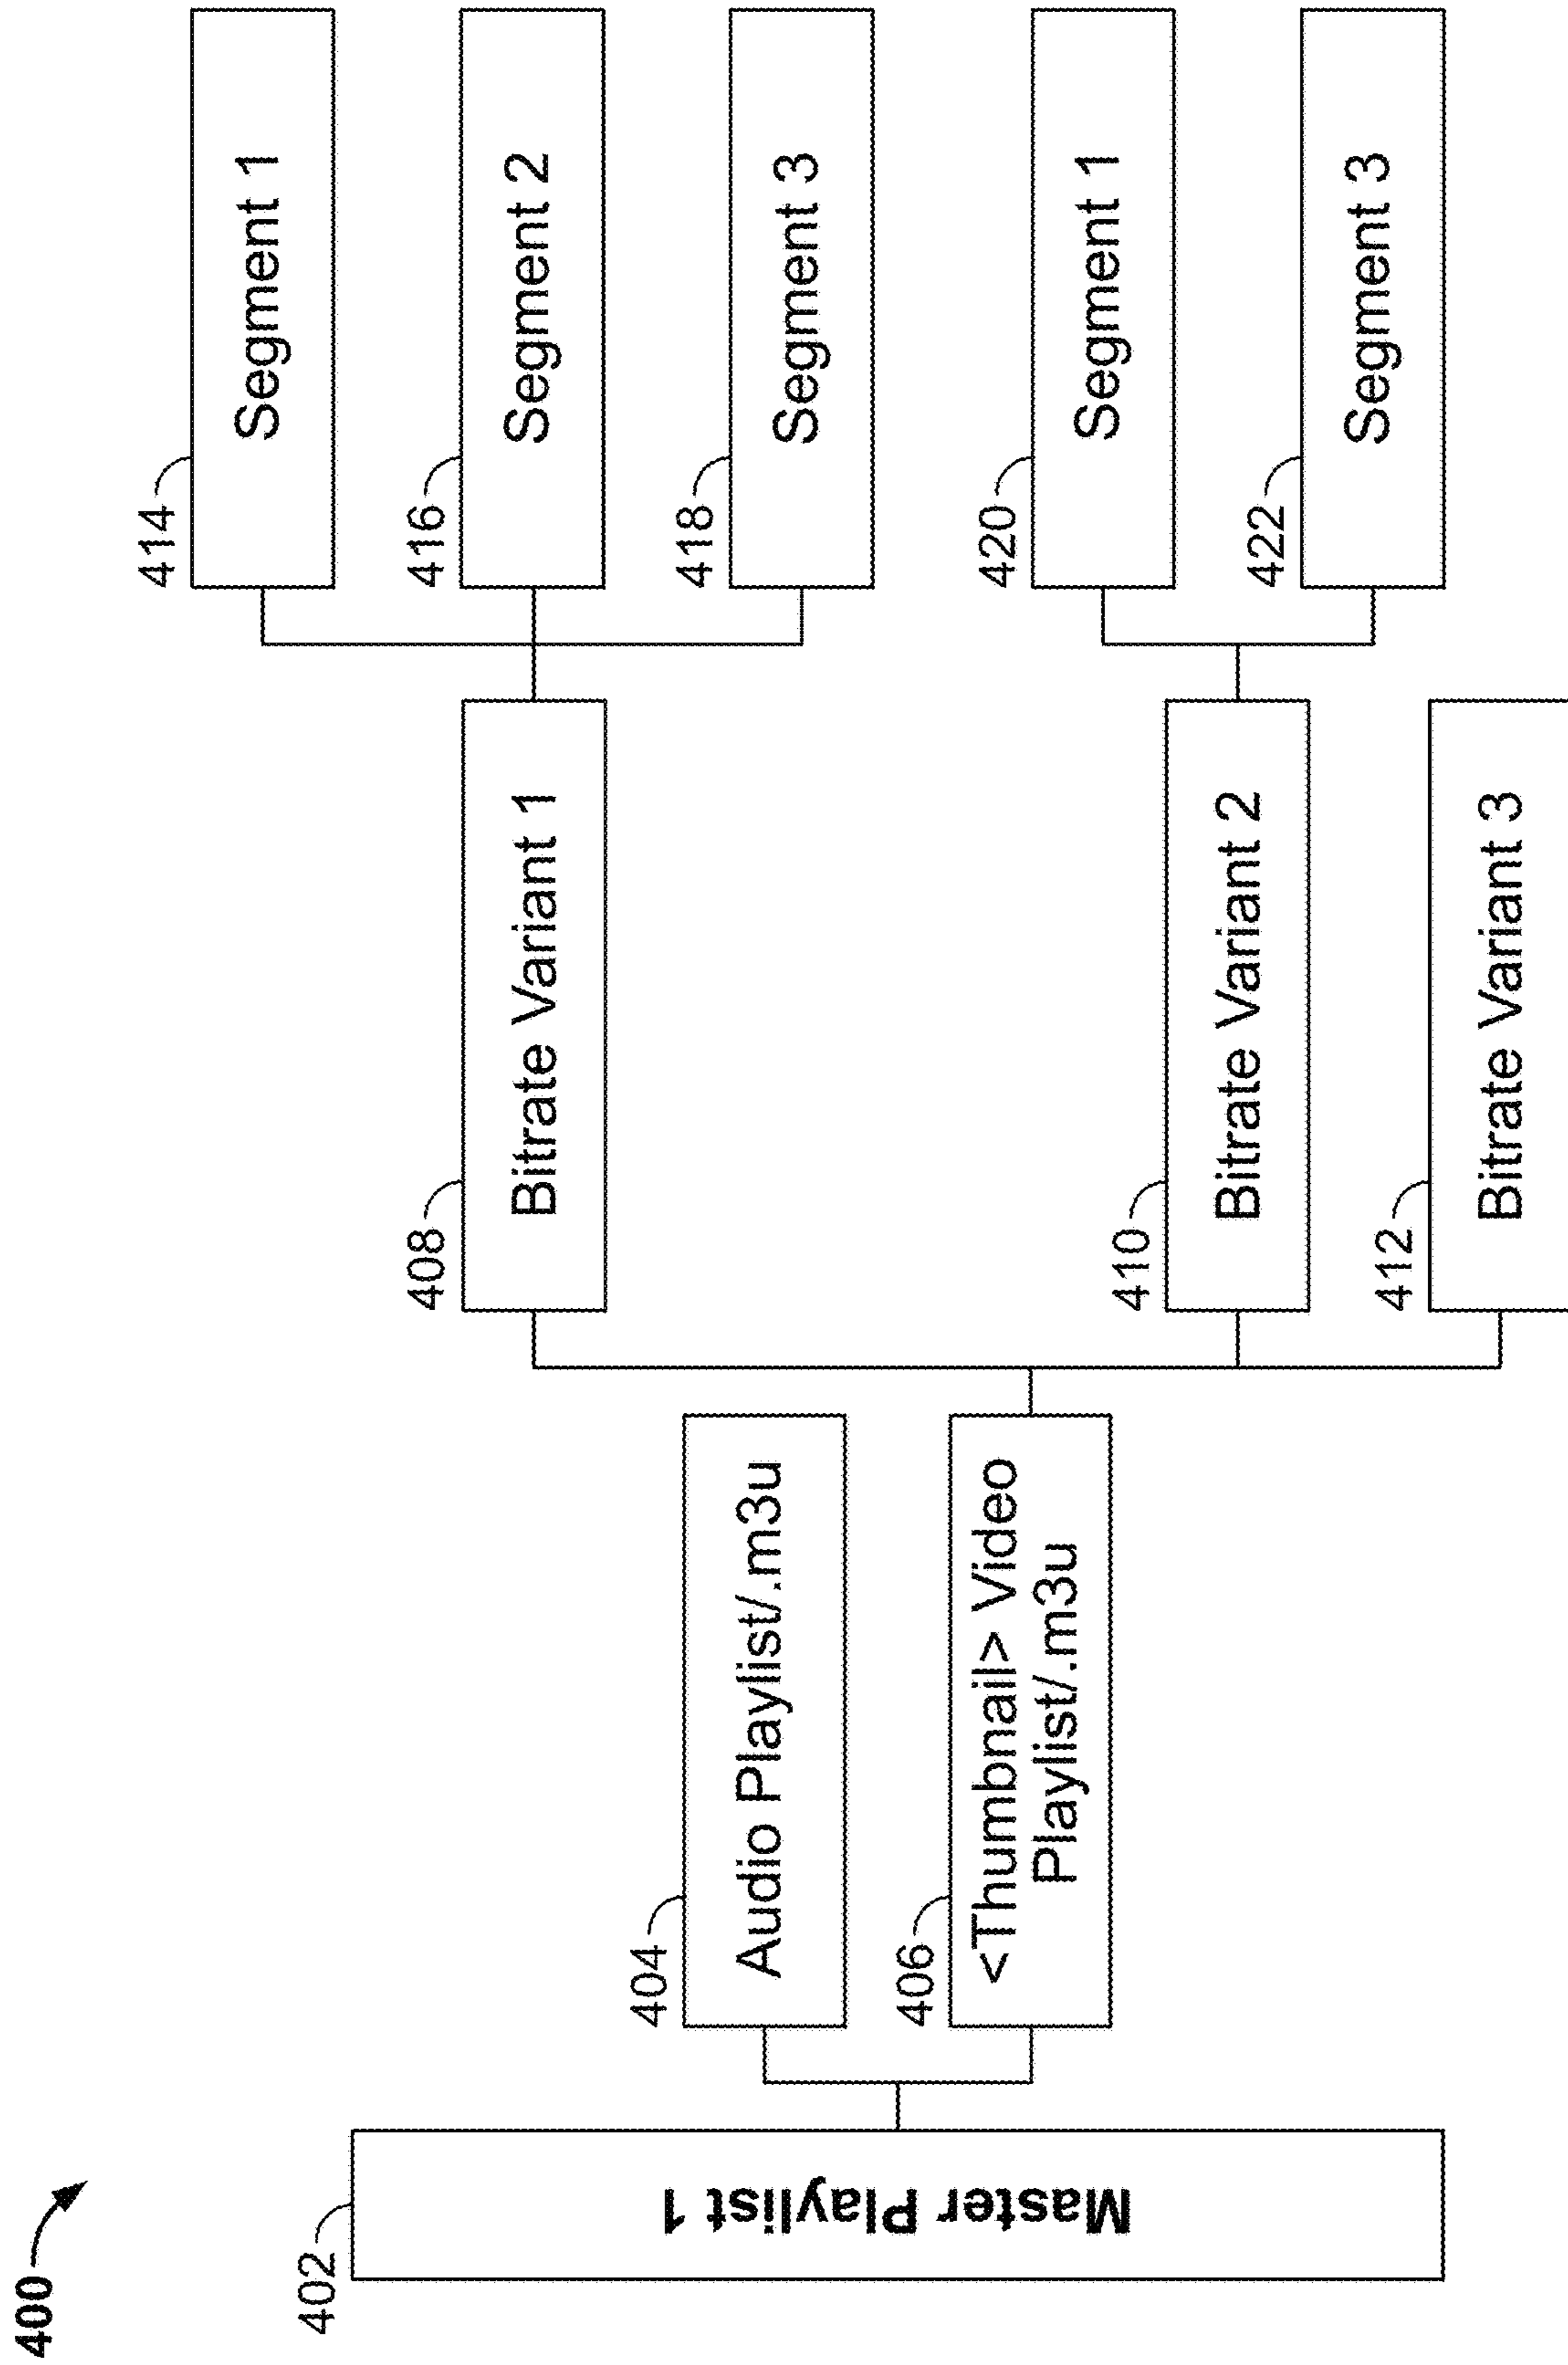 400
402
Master Playlist 1
404
Audio Playlist/.m3u
406
<Thumbnail> Video
Playlist/.m3u
408
Bitrate Variant 1
410
Bitrate Variant 2
412
Bitrate Variant 3
414
Segment 1
416
Segment 2
418
Segment 3
420
Segment 1
422
Segment 3